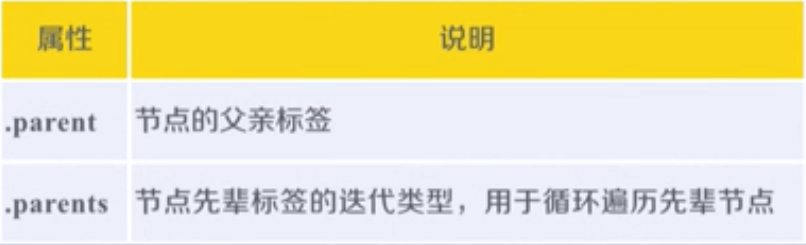 属性 说明
.parent 节点的父亲标签
.parents 节点先辈标签的迭代类型，用于循环遍历先辈节点